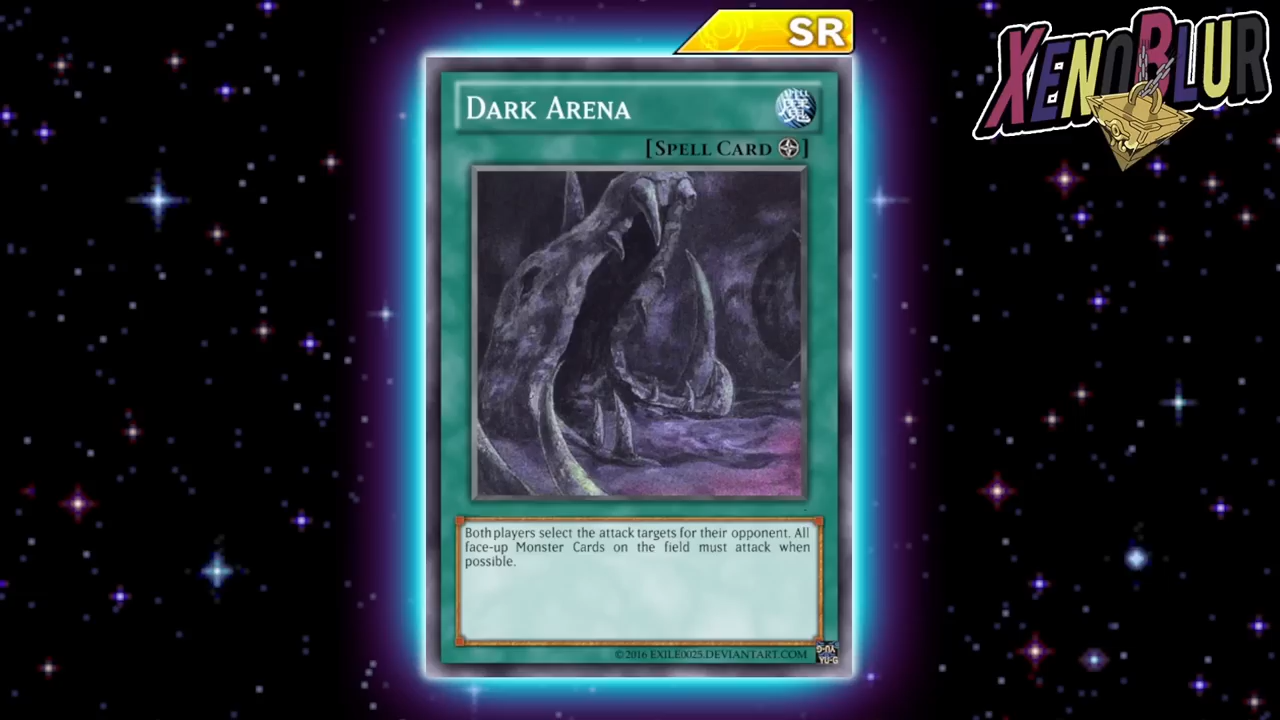 SR
XENOBLUR
DARK ARENA
[SPELL CARD]
Both players select the attack targets for their opponent. All
face-up Monster Cards on the field must attack when
possible.
©2016 EXILE0025.DEVIANTART.COM